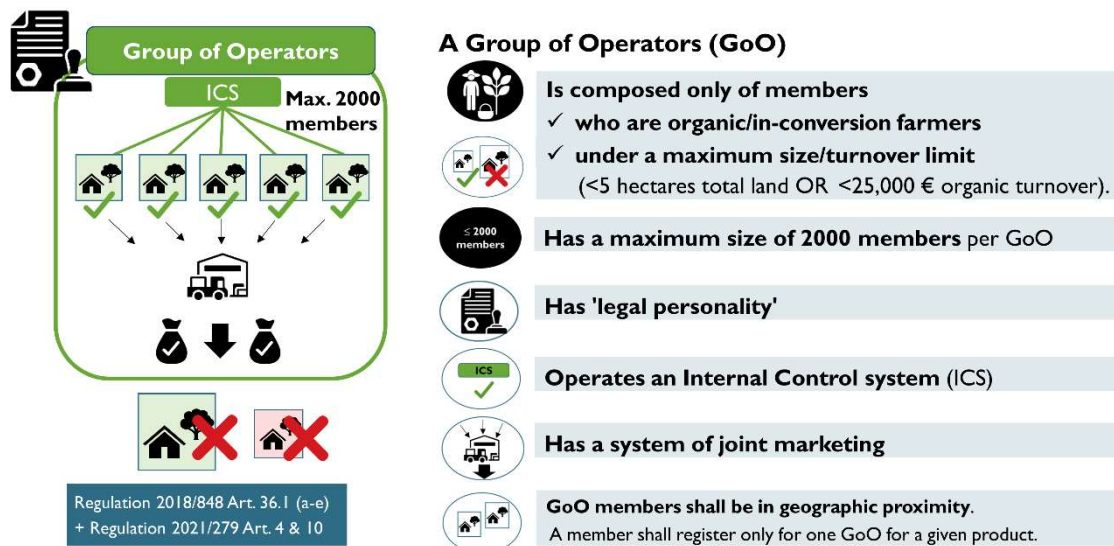 Group of Operators
ICS
Max. 2000
members
Regulation 2018/848 Art. 36.1 (a-e)
+ Regulation 2021/279 Art. 4 & 10
A Group of Operators (GoO)
Is composed only of members
✓ who are organic/in-conversion farmers
✓ under a maximum size/turnover limit
(<5 hectares total land OR <25,000 € organic turnover).
≤ 2000
members
Has a maximum size of 2000 members per GoO
Has 'legal personality'
ICS
Operates an Internal Control system (ICS)
Has a system of joint marketing
GoO members shall be in geographic proximity.
A member shall register only for one GoO for a given product.